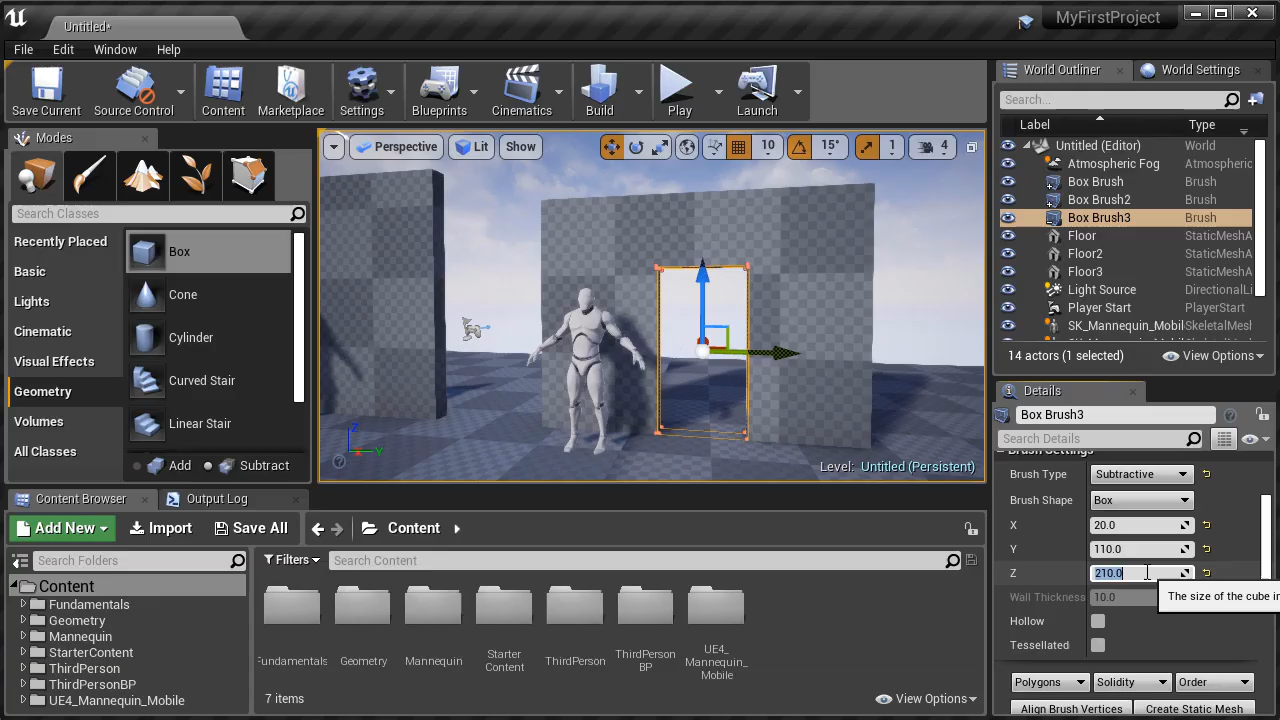 Untitled*
MyFirstProject
File Edit Window Help
Save Current
Source Control
Content
Marketplace
Settings
Blueprints
Cinematics
Build
Play
Launch
Modes
Search Classes
Recently Placed
Basic
Lights
Cinematic
Visual Effects
Geometry
Volumes
All Classes
Box
Cone
Cylinder
Curved Stair
Linear Stair
Add Subtract
Perspective Lit Show 10 15° 1 4
Z
Y
Level: Untitled (Persistent)
World Outliner World Settings
Search...
Label Type
Untitled (Editor) World
Atmospheric Fog Atmospheric
Box Brush Brush
Box Brush2 Brush
Box Brush3 Brush
Floor StaticMeshA
Floor2 StaticMeshA
Floor3 StaticMeshA
Light Source DirectionalLi
Player Start PlayerStart
SK_Mannequin_Mobil SkeletalMesl
14 actors (1 selected) View Options
Details
Box Brush3
Search Details
Brush Settings
Brush Type Subtractive
Brush Shape Box
X 20.0
Y 110.0
Z 210.0
Wall Thickness 10.0
The size of the cube in
Hollow
Tessellated
Polygons Solidity Order
Align Brush Vertices Create Static Mesh
Content Browser Output Log
Add New Import Save All Content
Search Folders
Filters Search Content
Content
Fundamentals
Geometry
Mannequin
StarterContent
ThirdPerson
ThirdPersonBP
UE4_Mannequin_Mobile
Fundamentals
Geometry
Mannequin
Starter
Content
ThirdPerson
ThirdPerson
BP
UE4_
Mannequin_
Mobile
7 items View Options